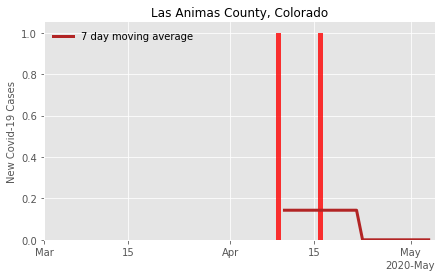 Las Animas County, Colorado
7 day moving average
New Covid-19 Cases
1.0
0.8
0.6
0.4
0.2
0.0
Mar 15 Apr 15 May
2020-May